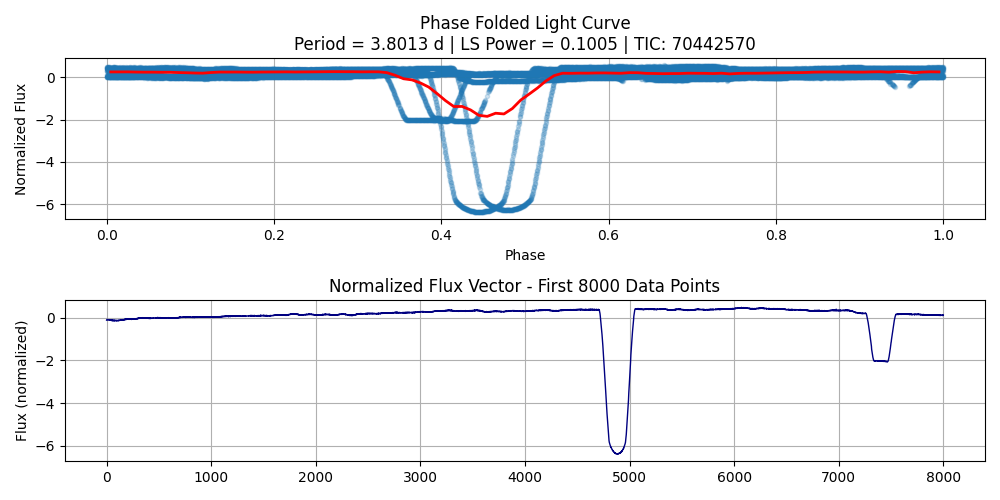 Phase Folded Light Curve
Period = 3.8013 d | LS Power = 0.1005 | TIC: 70442570
Normalized Flux
0
−2
−4
−6
0.0 0.2 0.4 0.6 0.8 1.0
Phase
Normalized Flux Vector - First 8000 Data Points
Flux (normalized)
0
−2
−4
−6
0 1000 2000 3000 4000 5000 6000 7000 8000